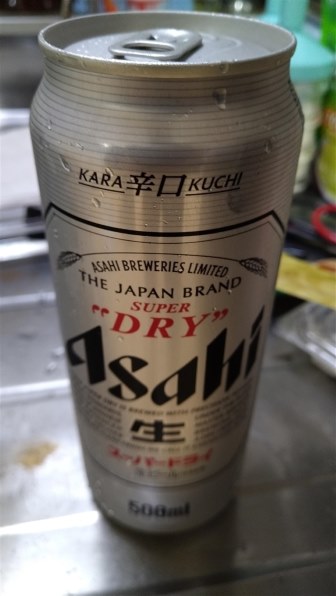 KARA 辛口 KUCHI
ASAHI BREWERIES LIMITED
THE JAPAN BRAND
SUPER
“DRY”
Asahi
生
スーパードライ
500ml